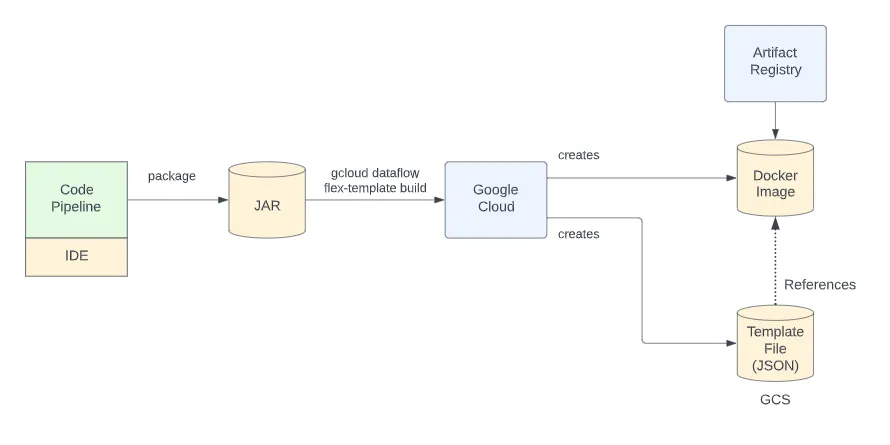 Artifact
Registry
creates
package
gcloud dataflow
flex-template build
Code
Pipeline
JAR
Google
Cloud
Docker
Image
creates
IDE
References
Template
File
(JSON)
GCS